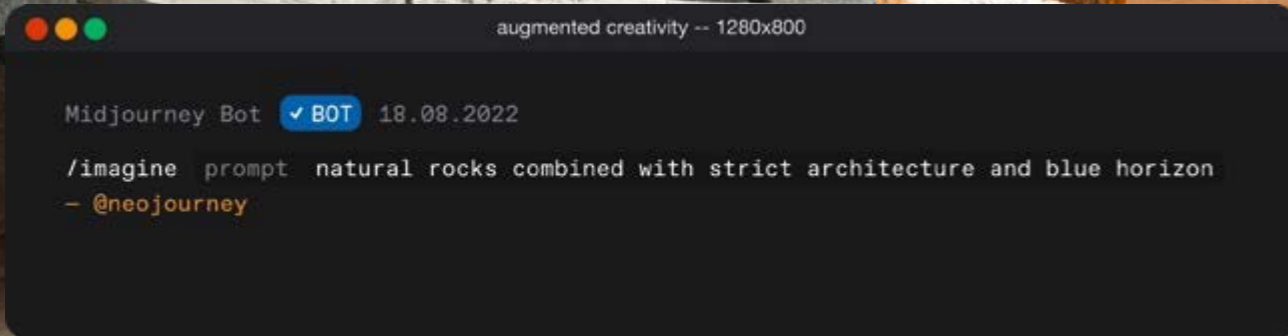 augmented creativity -- 1280x800
Midjourney Bot ✓ BOT 18.08.2022
/imagine prompt natural rocks combined with strict architecture and blue horizon
— @neojourney